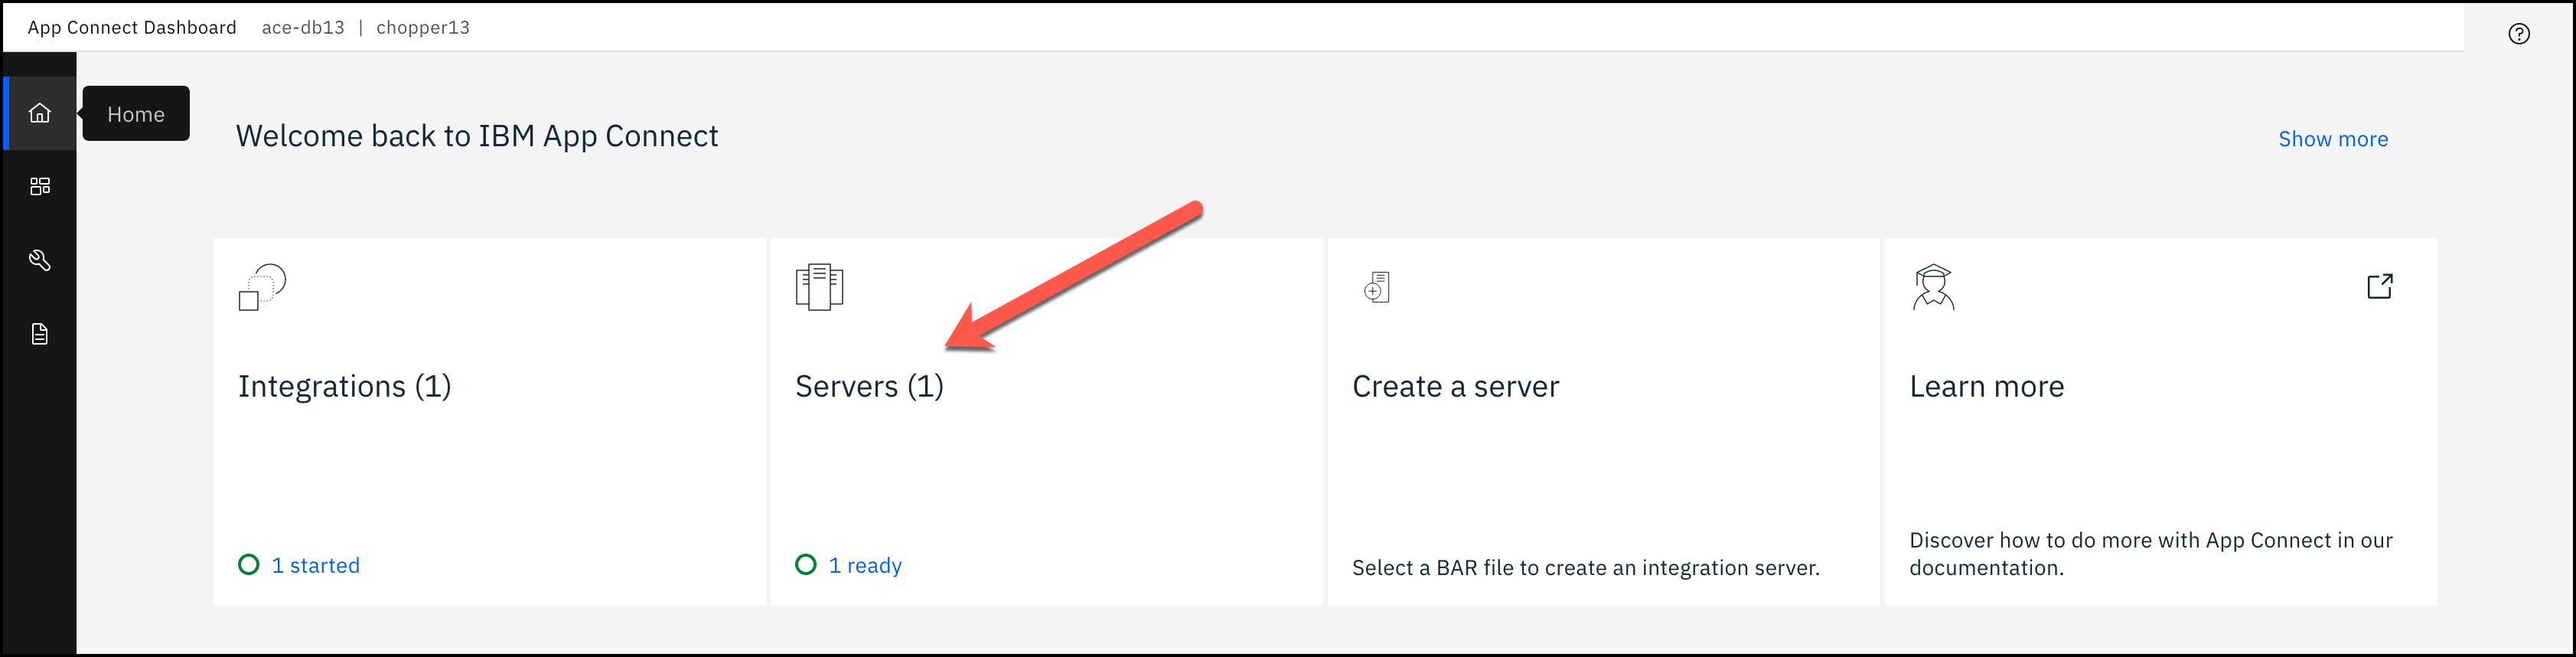 App Connect Dashboard ace-db13 | chopper13
Home
Welcome back to IBM App Connect
Show more
Integrations (1)
1 started
Servers (1)
1 ready
Create a server
Select a BAR file to create an integration server.
Learn more
Discover how to do more with App Connect in our
documentation.